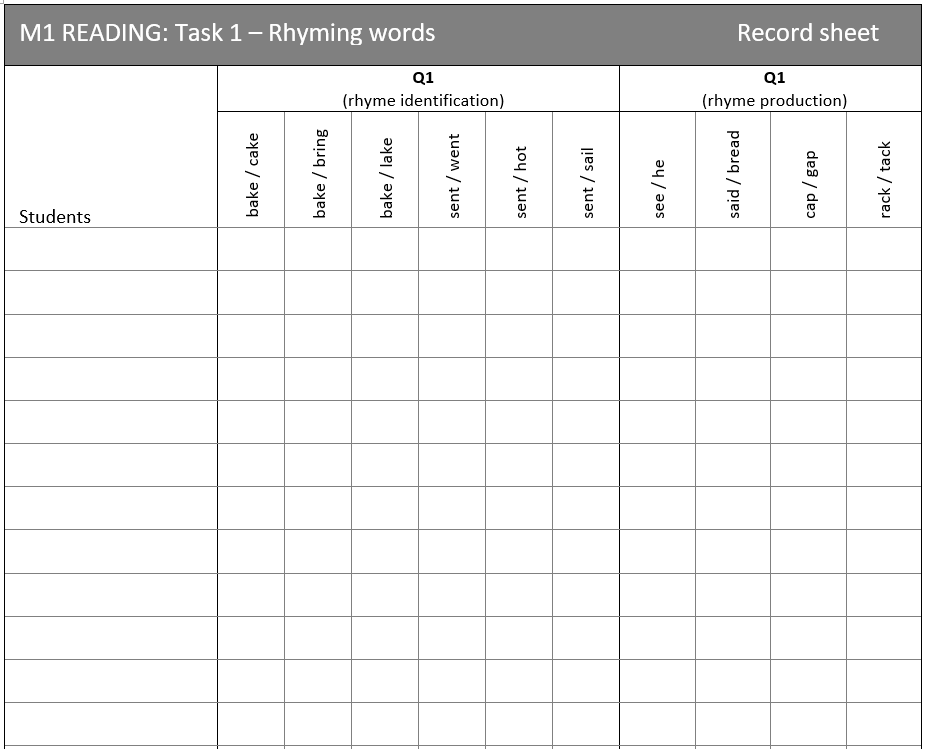 M1 READING: Task 1 – Rhyming words Record sheet
Q1
(rhyme identification)
Q1
(rhyme production)
Students
bake / cake
bake / bring
bake / lake
sent / went
sent / hot
sent / sail
see / he
said / bread
cap / gap
rack / tack